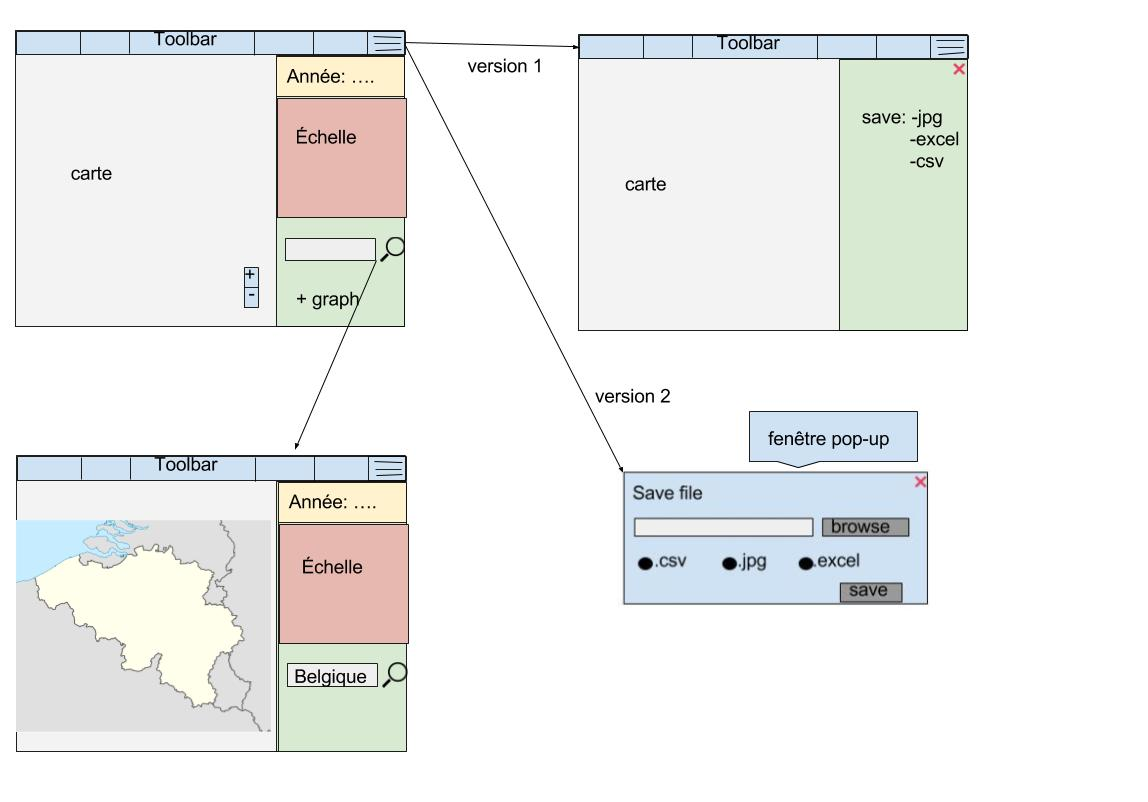 Toolbar
Année: ….
Échelle
carte
+
-
+ graph
version 1
Toolbar
save: -jpg
-excel
-csv
carte
version 2
fenêtre pop-up
Save file
browse
.csv
.jpg
.excel
save
Toolbar
Année: ….
Échelle
Belgique